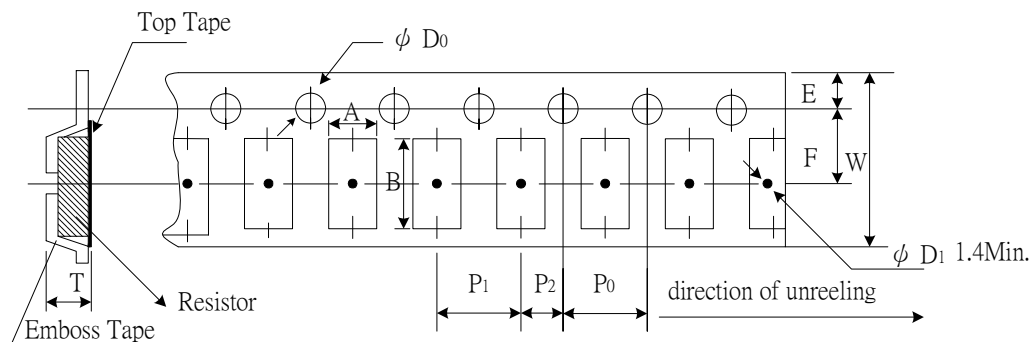 Top Tape
φ D0
A
E
F
W
B
φ D1 1.4Min.
T
Resistor
P1
P2
P0
direction of unreeling
Emboss Tape